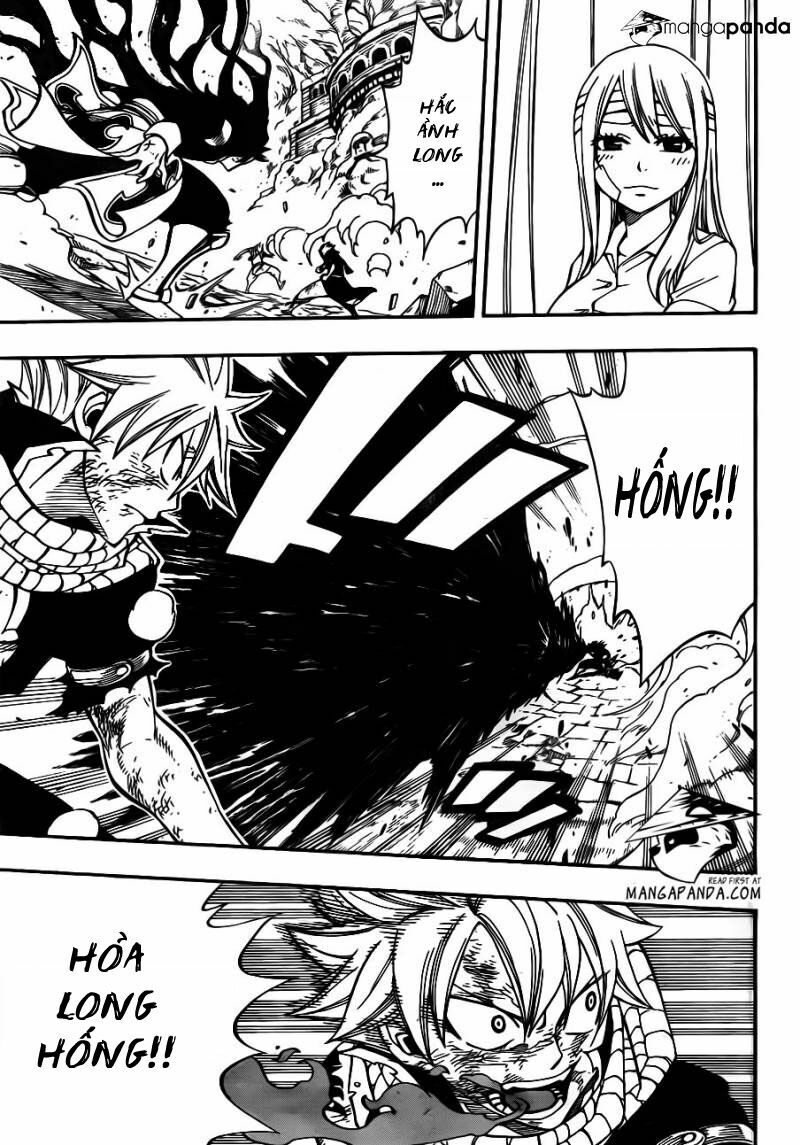 mangapanda
HẮC
ẢNH
LONG
...
HỐNG!!
READ FIRST AT
MANGAPANDA.COM
HỎA
LONG
HỐNG!!